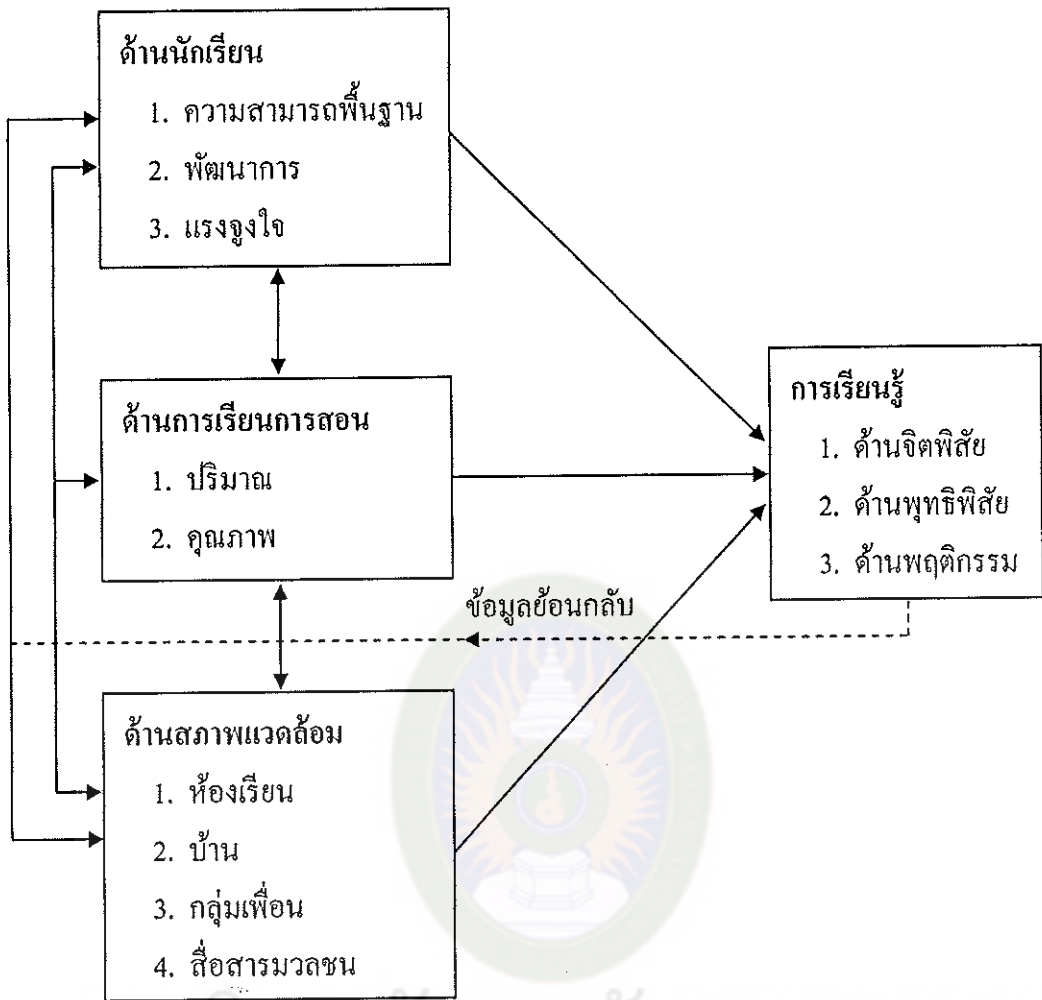 ด้านนักเรียน
1. ความสามารถพื้นฐาน
2. พัฒนาการ
3. แรงจูงใจ
ด้านการเรียนการสอน
1. ปริมาณ
2. คุณภาพ
การเรียนรู้
1. ด้านจิตพิสัย
2. ด้านพุทธิพิสัย
3. ด้านพฤติกรรม
ข้อมูลย้อนกลับ
ด้านสภาพแวดล้อม
1. ห้องเรียน
2. บ้าน
3. กลุ่มเพื่อน
4. สื่อสารมวลชน